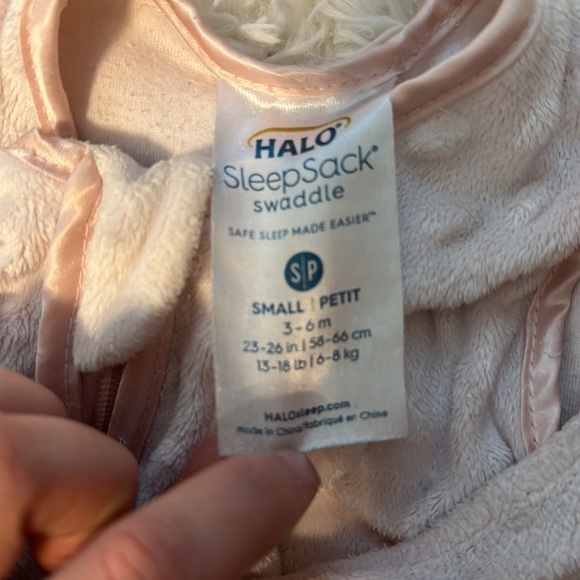 HALO®
SleepSack®
swaddle
SAFE SLEEP MADE EASIER™
S|P
SMALL | PETIT
3-6 m
23-26 in | 58-66 cm
13-18 lb | 6-8 kg
HALOsleep.com
made in China/fabriqué en Chine